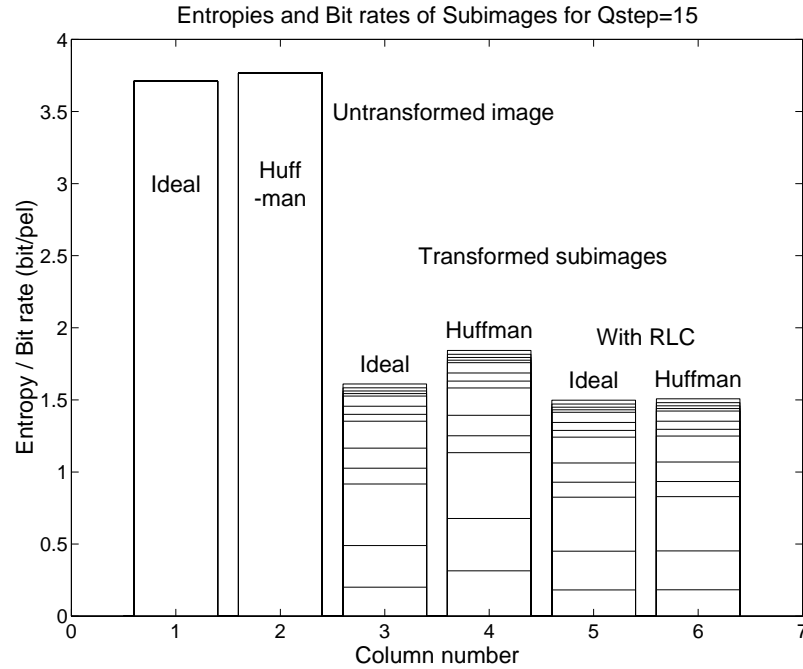 Entropies and Bit rates of Subimages for Qstep=15
4
3.5
3
2.5
2
1.5
1
0.5
0
Entropy / Bit rate (bit/pel)
Untransformed image
Ideal
Huff
-man
Transformed subimages
Huffman
With RLC
Ideal
Ideal
Huffman
0 1 2 3 4 5 6 7
Column number